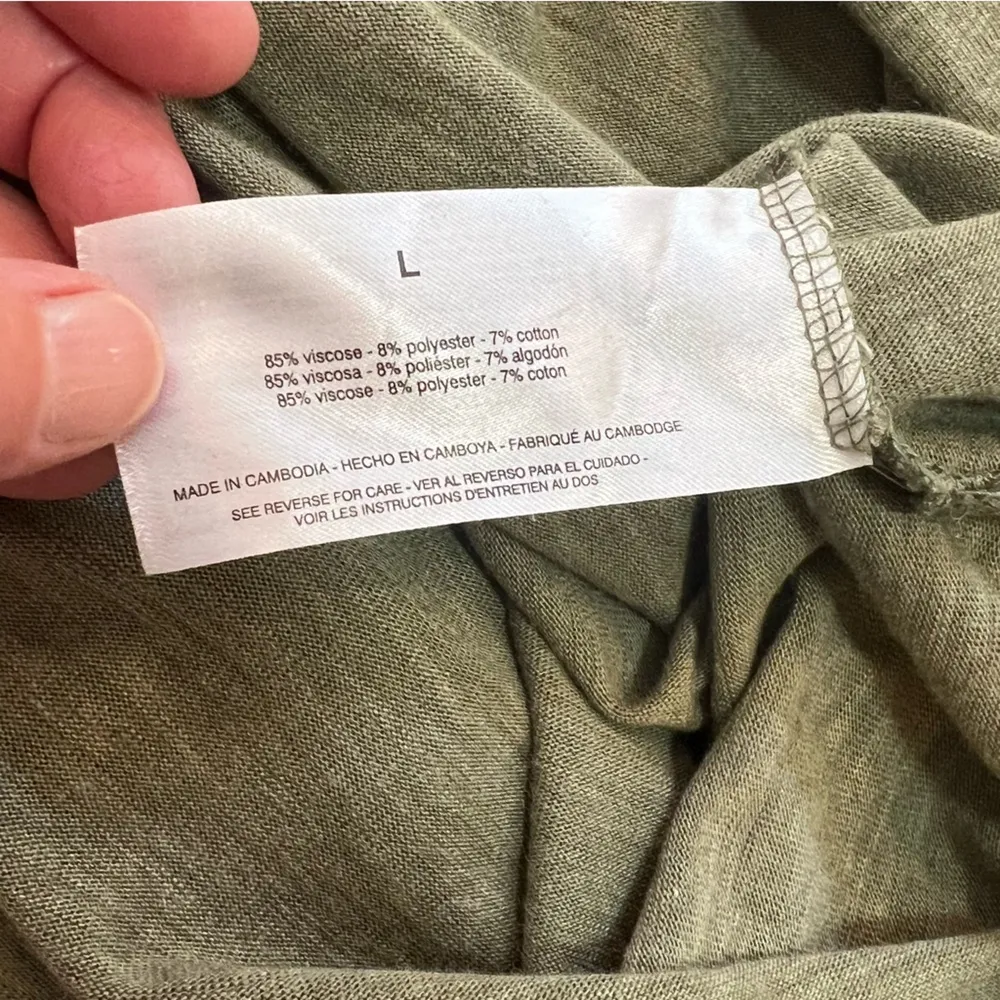 L
85% viscose - 8% polyester - 7% cotton
85% viscosa - 8% poliéster - 7% algodón
85% viscose - 8% polyester - 7% coton
MADE IN CAMBODIA - HECHO EN CAMBOYA - FABRIQUÉ AU CAMBODGE
SEE REVERSE FOR CARE - VER AL REVERSO PARA EL CUIDADO -
VOIR LES INSTRUCTIONS D'ENTRETIEN AU DOS